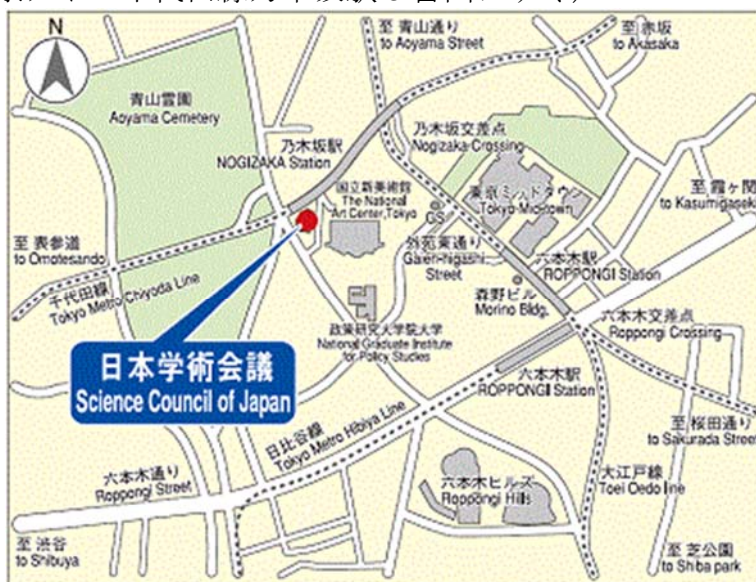 N
至 青山通り
to Aoyama Street
至 赤坂
to Akasaka
青山霊園
Aoyama Cemetery
乃木坂駅
NOGIZAKA Station
乃木坂交差点
Nogizaka Crossing
国立新美術館
The National
Art Center,Tokyo
東京ミッドタウン
Tokyo Mid-town
GS
至 霞ヶ関
to Kasumigaseki
至 表参道
to Omotesando
外苑東通り
Gaien-higashi
Street
六本木駅
ROPPONGI Station
千代田線
Tokyo Metro Chiyoda Line
森野ビル
Morino Bldg.
六本木交差点
Roppongi Crossing
政策研究大学院大学
National Graduate Institute
for Policy Studies
日本学術会議
Science Council of Japan
六本木駅
ROPPONGI Station
日比谷線
Tokyo Metro Hibiya Line
至 桜田通り
to Sakurada Street
六本木通り
Roppongi Street
六本木ヒルズ
Roppongi Hills
大江戸線
Toei Oedo line
至 渋谷
to Shibuya
至 芝公園
to Shiba park